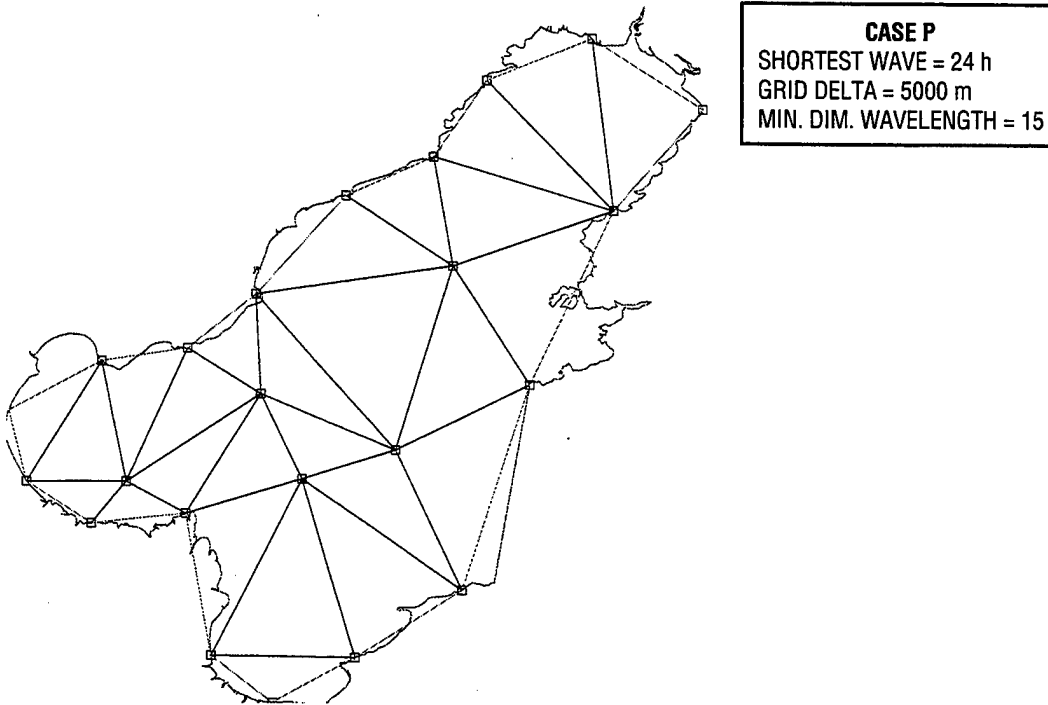 CASE P
SHORTEST WAVE = 24 h
GRID DELTA = 5000 m
MIN. DIM. WAVELENGTH = 15